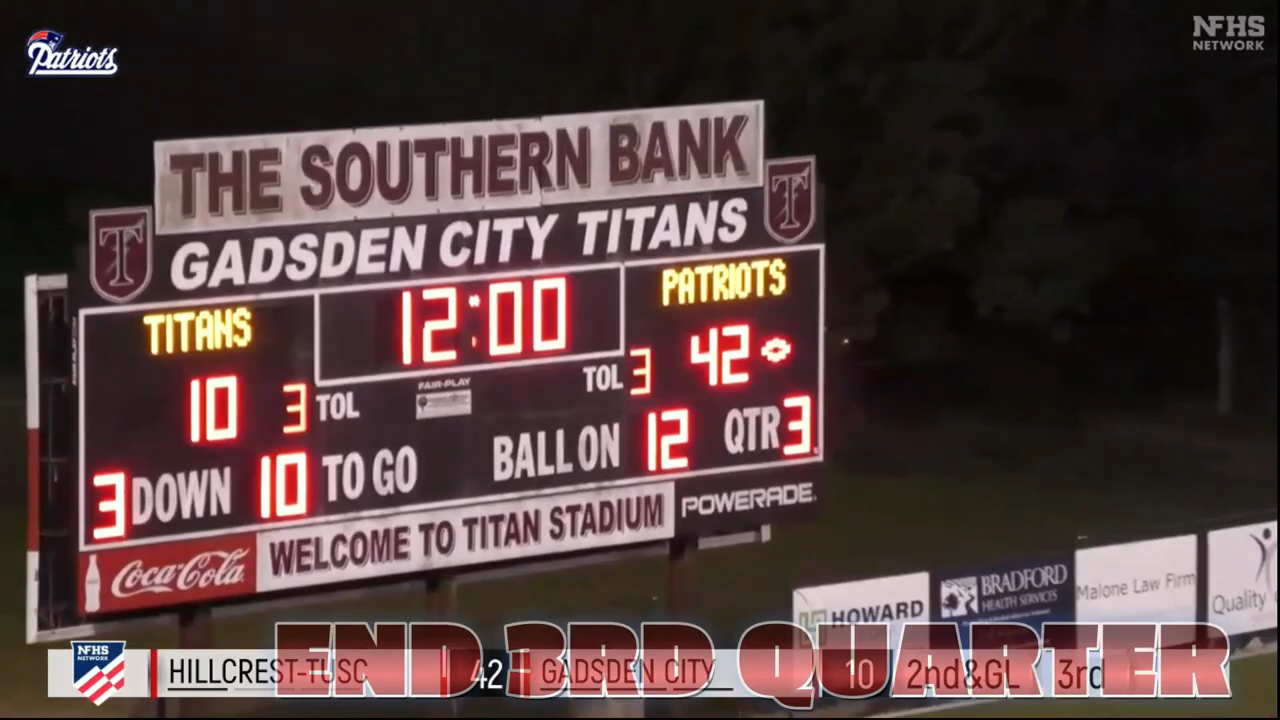 Patriots
NFHS
NETWORK
THE SOUTHERN BANK
T
T
GADSDEN CITY TITANS
TITANS
12:00
PATRIOTS
10
3 TOL
FAIR-PLAY
TOL 3
42
3 DOWN
10 TO GO
BALL ON 12
QTR 3
Coca-Cola
WELCOME TO TITAN STADIUM
POWERADE
HOWARD
BRADFORD
HEALTH SERVICES
Malone Law Firm
Quality
END 3RD QUARTER
NFHS
NETWORK
HILLCREST-TUSC 42 GADSDEN CITY 10 2nd&GL 3rd